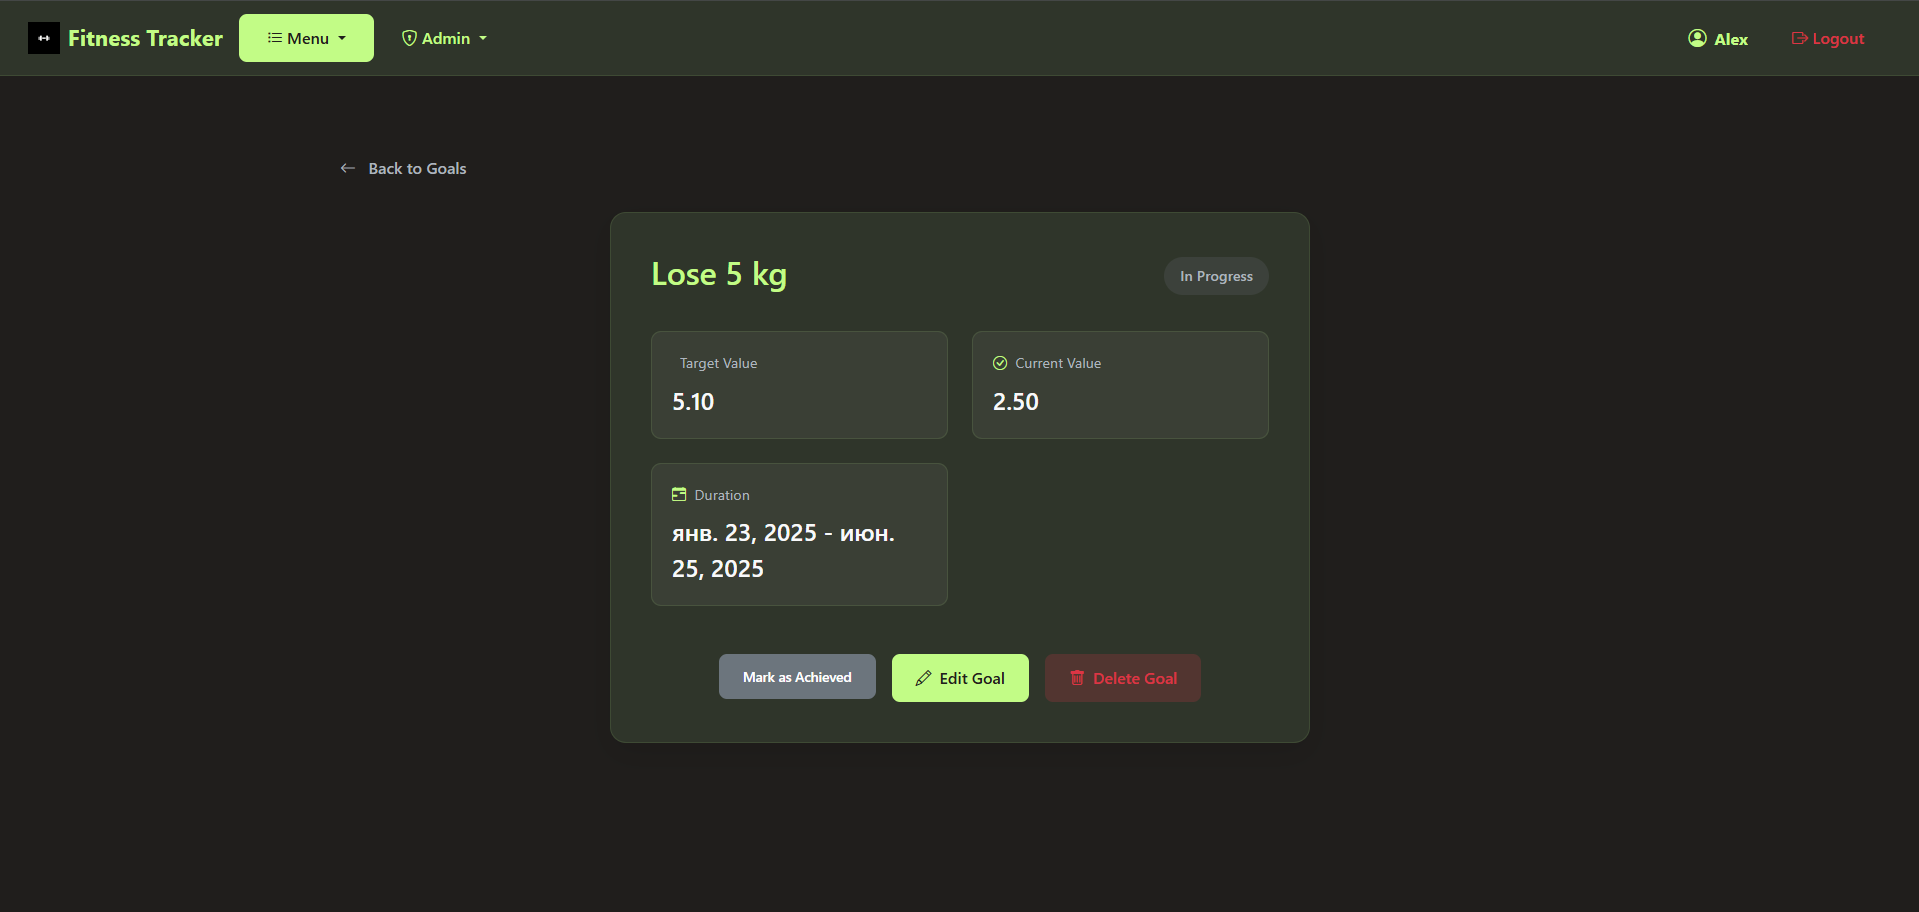 Fitness Tracker Menu Admin Alex Logout
Back to Goals
Lose 5 kg In Progress
Target Value Current Value
5.10 2.50
Duration
янв. 23, 2025 - июн.
25, 2025
Mark as Achieved Edit Goal Delete Goal